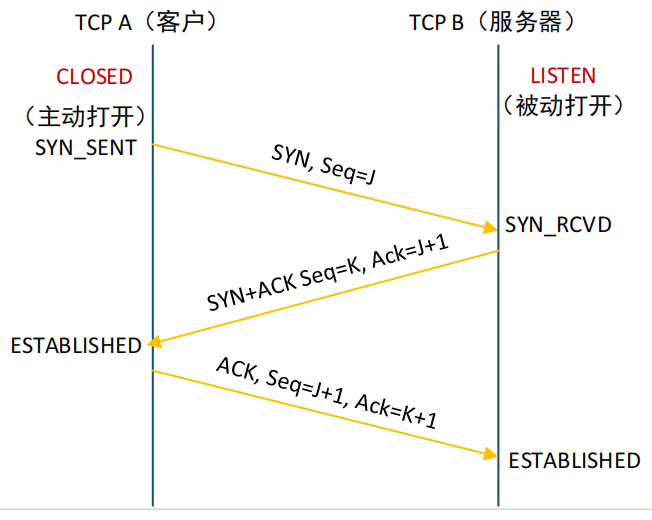 TCP A（客户）
TCP B（服务器）
CLOSED
LISTEN
（主动打开）
（被动打开）
SYN_SENT
SYN, Seq=J
SYN_RCVD
SYN+ACK Seq=K, Ack=J+1
ESTABLISHED
ACK, Seq=J+1, Ack=K+1
ESTABLISHED